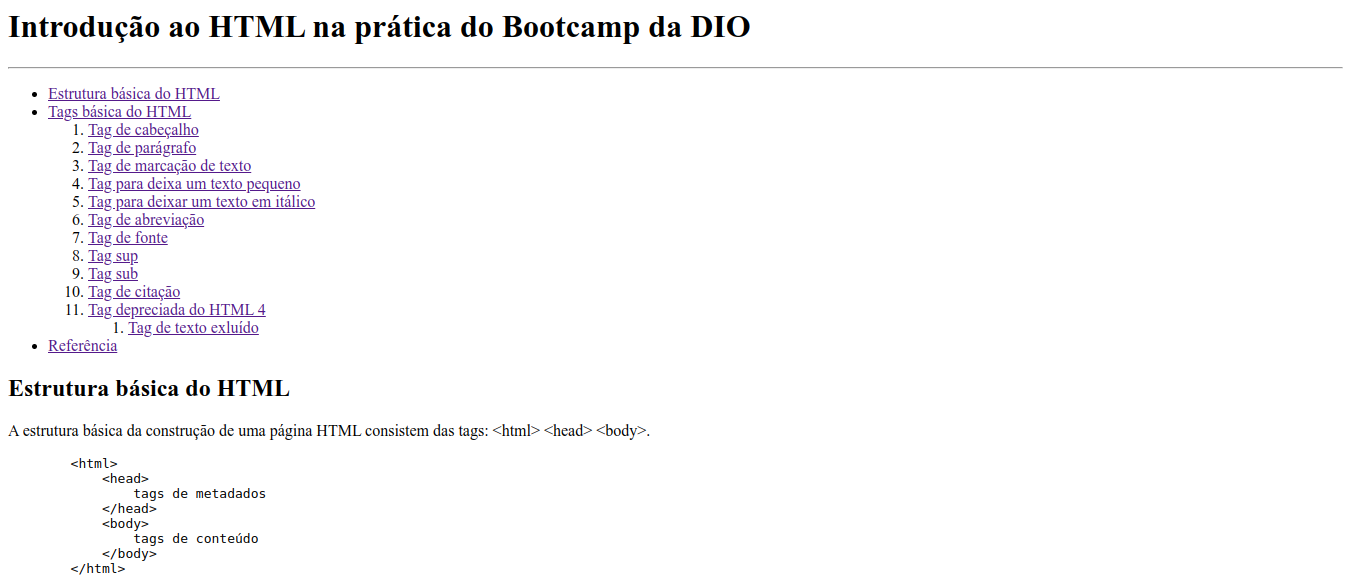 Introdução ao HTML na prática do Bootcamp da DIO
• Estrutura básica do HTML
• Tags básica do HTML
1. Tag de cabeçalho
2. Tag de parágrafo
3. Tag de marcação de texto
4. Tag para deixa um texto pequeno
5. Tag para deixar um texto em itálico
6. Tag de abreviação
7. Tag de fonte
8. Tag sup
9. Tag sub
10. Tag de citação
11. Tag depreciada do HTML 4
1. Tag de texto exluído
• Referência
Estrutura básica do HTML
A estrutura básica da construção de uma página HTML consistem das tags: <html> <head> <body>.
<html>
<head>
tags de metadados
</head>
<body>
tags de conteúdo
</body>
</html>